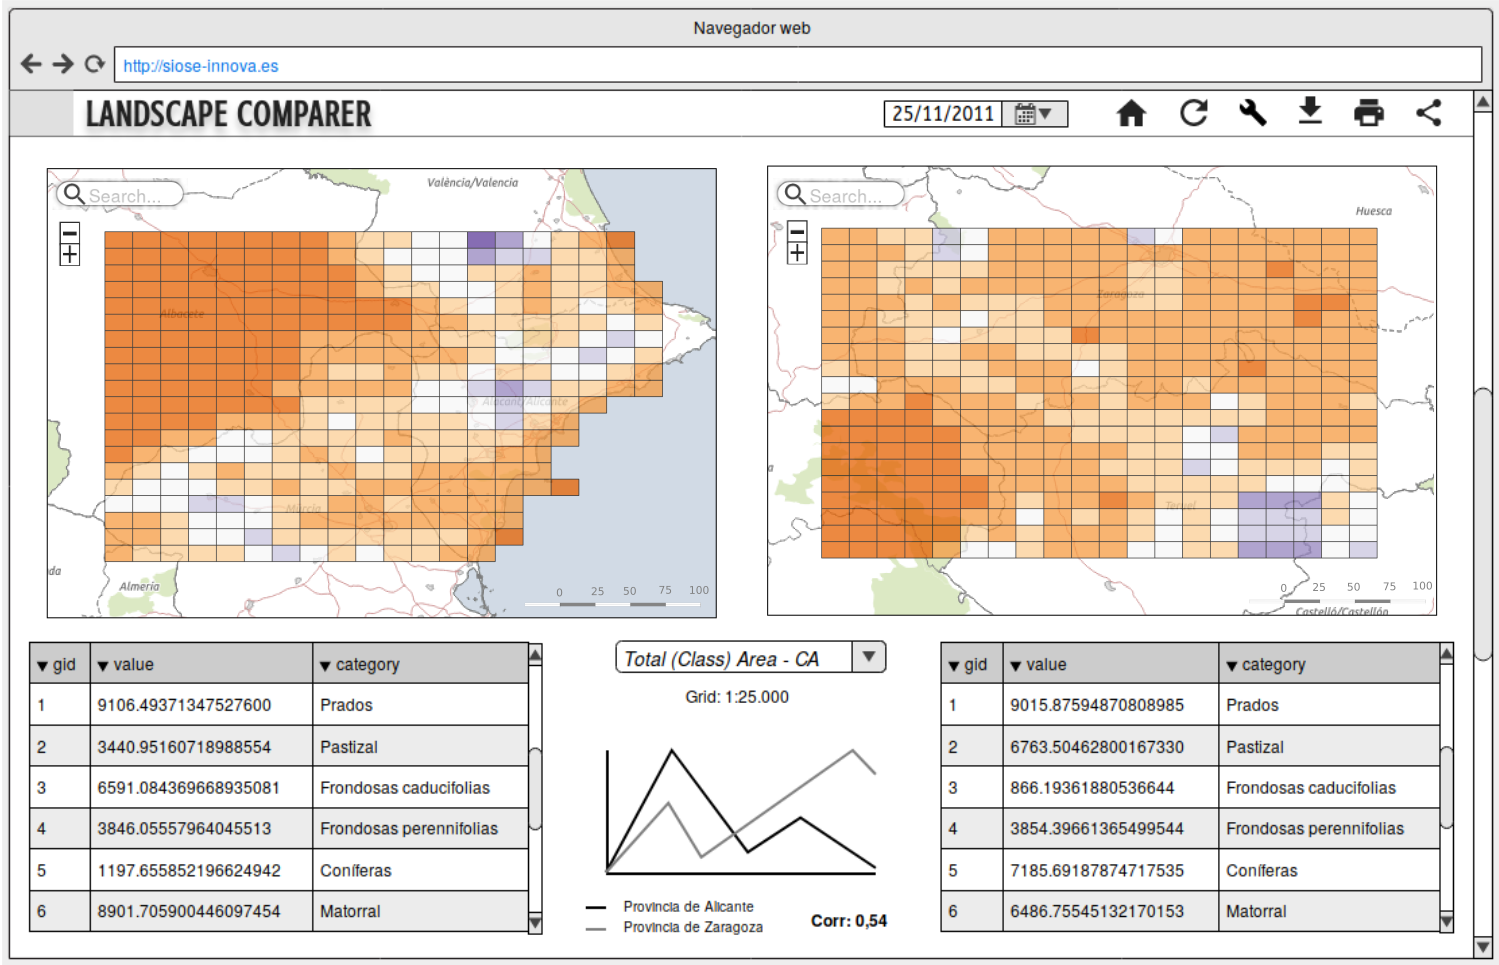 Navegador web
http://siose-innova.es
LANDSCAPE COMPARER
25/11/2011
Search...
València/Valencia
Albacete
Alacant/Alicante
Murcia
Almería
da
0 25 50 75 100
Search...
Huesca
Zaragoza
a
Teruel
0 25 50 75 100
Castelló/Castellón
gid value category
1 9106.49371347527600 Prados
2 3440.95160718988554 Pastizal
3 6591.084369668935081 Frondosas caducifolias
4 3846.05557964045513 Frondosas perennifolias
5 1197.655852196624942 Coníferas
6 8901.705900446097454 Matorral
Total (Class) Area - CA
Grid: 1:25.000
Provincia de Alicante
Provincia de Zaragoza
Corr: 0,54
gid value category
1 9015.87594870808985 Prados
2 6763.50462800167330 Pastizal
3 866.19361880536644 Frondosas caducifolias
4 3854.39661365499544 Frondosas perennifolias
5 7185.69187874717535 Coníferas
6 6486.75545132170153 Matorral